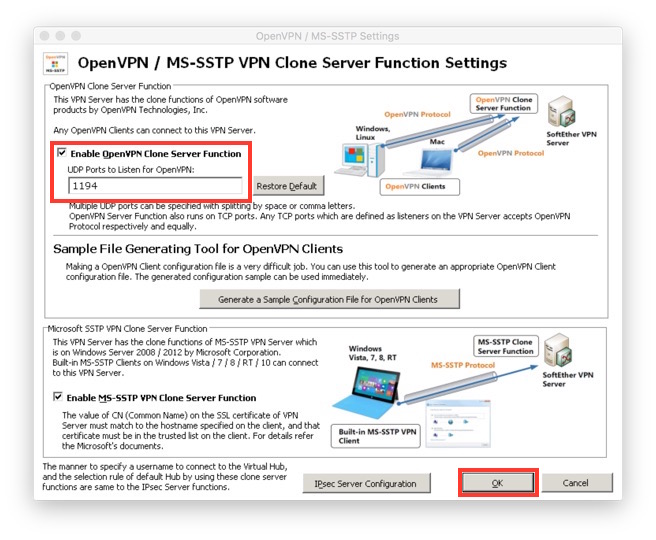 OpenVPN / MS-SSTP Settings
OpenVPN
MS-SSTP
OpenVPN / MS-SSTP VPN Clone Server Function Settings
OpenVPN Clone Server Function
This VPN Server has the clone functions of OpenVPN software
products by OpenVPN Technologies, Inc.
Any OpenVPN Clients can connect to this VPN Server.
Enable OpenVPN Clone Server Function
UDP Ports to Listen for OpenVPN:
1194
Restore Default
OpenVPN Clone
Server Function
OpenVPN Protocol
Windows,
Linux
Mac
SoftEther VPN
Server
OpenVPN Protocol
OpenVPN Clients
Multiple UDP ports can be specified with splitting by space or comma letters.
OpenVPN Server Function also runs on TCP ports. Any TCP ports which are defined as listeners on the VPN Server accepts OpenVPN
Protocol respectively and equally.
Sample File Generating Tool for OpenVPN Clients
Making a OpenVPN Client configuration file is a very difficult job. You can use this tool to generate an appropriate OpenVPN Client
configuration file. The generated configuration sample can be used immediately.
Generate a Sample Configuration File for OpenVPN Clients
Microsoft SSTP VPN Clone Server Function
This VPN Server has the clone functions of MS-SSTP VPN Server which
is on Windows Server 2008 / 2012 by Microsoft Corporation.
Built-in MS-SSTP Clients on Windows Vista / 7 / 8 / RT / 10 can connect
to this VPN Server.
Enable MS-SSTP VPN Clone Server Function
The value of CN (Common Name) on the SSL certificate of VPN
Server must match to the hostname specified on the client, and that
certificate must be in the trusted list on the client. For details refer
the Microsoft's documents.
Windows
Vista, 7, 8, RT
MS-SSTP Clone
Server Function
MS-SSTP Protocol
SoftEther VPN
Server
Built-in MS-SSTP VPN
Client
The manner to specify a username to connect to the Virtual Hub,
and the selection rule of default Hub by using these clone server
functions are same to the IPsec Server functions.
IPsec Server Configuration
OK
Cancel